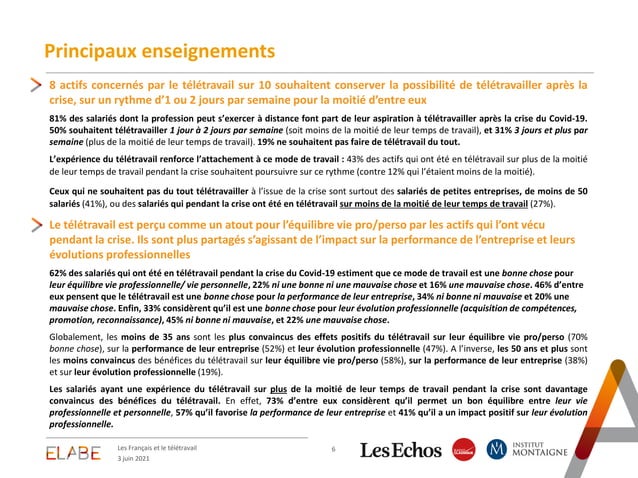 Principaux enseignements
8 actifs concernés par le télétravail sur 10 souhaitent conserver la possibilité de télétravailler après la
crise, sur un rythme d’1 ou 2 jours par semaine pour la moitié d’entre eux
81% des salariés dont la profession peut s’exercer à distance font part de leur aspiration à télétravailler après la crise du Covid-19.
50% souhaitent télétravailler 1 jour à 2 jours par semaine (soit moins de la moitié de leur temps de travail), et 31% 3 jours et plus par
semaine (plus de la moitié de leur temps de travail). 19% ne souhaitent pas faire de télétravail du tout.
L’expérience du télétravail renforce l’attachement à ce mode de travail : 43% des actifs qui ont été en télétravail sur plus de la moitié
de leur temps de travail pendant la crise souhaitent poursuivre sur ce rythme (contre 12% qui l’étaient moins de la moitié).
Ceux qui ne souhaitent pas du tout télétravailler à l’issue de la crise sont surtout des salariés de petites entreprises, de moins de 50
salariés (41%), ou des salariés qui pendant la crise ont été en télétravail sur moins de la moitié de leur temps de travail (27%).
Le télétravail est perçu comme un atout pour l’équilibre vie pro/perso par les actifs qui l’ont vécu
pendant la crise. Ils sont plus partagés s’agissant de l’impact sur la performance de l’entreprise et leurs
évolutions professionnelles
62% des salariés qui ont été en télétravail pendant la crise du Covid-19 estiment que ce mode de travail est une bonne chose pour
leur équilibre vie professionnelle/ vie personnelle, 22% ni une bonne ni une mauvaise chose et 16% une mauvaise chose. 46% d’entre
eux pensent que le télétravail est une bonne chose pour la performance de leur entreprise, 34% ni bonne ni mauvaise et 20% une
mauvaise chose. Enfin, 33% considèrent qu’il est une bonne chose pour leur évolution professionnelle (acquisition de compétences,
promotion, reconnaissance), 45% ni bonne ni mauvaise, et 22% une mauvaise chose.
Globalement, les moins de 35 ans sont les plus convaincus des effets positifs du télétravail sur leur équilibre vie pro/perso (70%
bonne chose), sur la performance de leur entreprise (52%) et leur évolution professionnelle (47%). A l’inverse, les 50 ans et plus sont
les moins convaincus des bénéfices du télétravail sur leur équilibre vie pro/perso (58%), sur la performance de leur entreprise (38%)
et sur leur évolution professionnelle (19%).
Les salariés ayant une expérience du télétravail sur plus de la moitié de leur temps de travail pendant la crise sont davantage
convaincus des bénéfices du télétravail. En effet, 73% d’entre eux considèrent qu’il permet un bon équilibre entre leur vie
professionnelle et personnelle, 57% qu’il favorise la performance de leur entreprise et 41% qu’il a un impact positif sur leur évolution
professionnelle.
ELABE
Les Français et le télétravail
3 juin 2021
6
Les Echos
RADIO CLASSIQUE
INSTITUT
MONTAIGNE